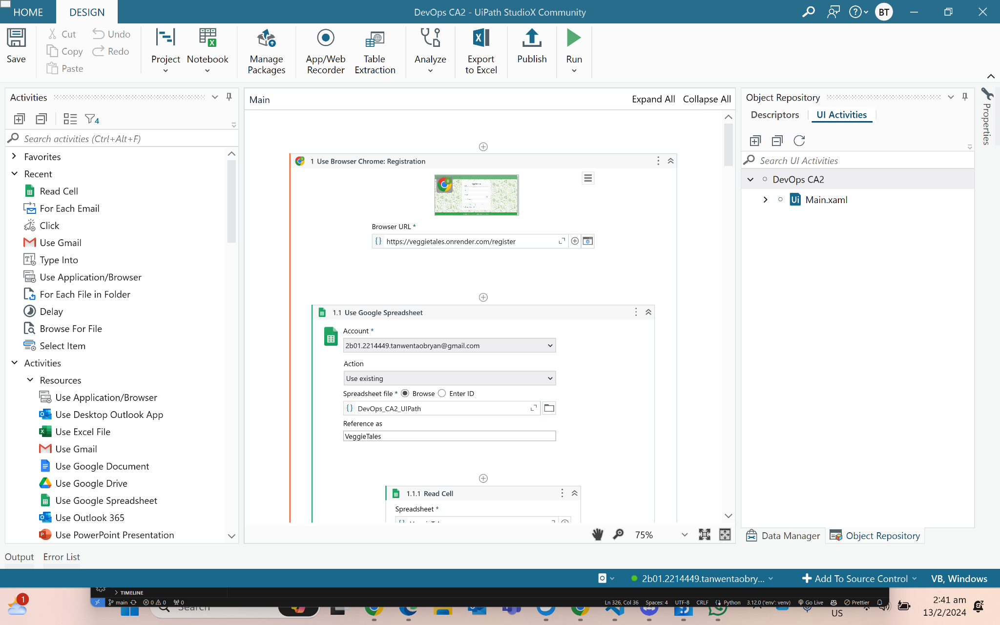 HOME
DESIGN
DevOps CA2 - UiPath StudioX Community
BT
Save
Cut
Copy
Paste
Undo
Redo
Project
Notebook
Manage Packages
App/Web Recorder
Table Extraction
Analyze
Export to Excel
Publish
Run
Activities
4
Search activities (Ctrl+Alt+F)
Favorites
Recent
Read Cell
For Each Email
Click
Use Gmail
Type Into
Use Application/Browser
For Each File in Folder
Delay
Browse For File
Select Item
Activities
Resources
Use Application/Browser
Use Desktop Outlook App
Use Excel File
Use Gmail
Use Google Document
Use Google Drive
Use Google Spreadsheet
Use Outlook 365
Use PowerPoint Presentation
Main
Expand All
Collapse All
1 Use Browser Chrome: Registration
Browser URL *
https://veggietales.onrender.com/register
1.1 Use Google Spreadsheet
Account *
2b01.2214449.tanwentaobryan@gmail.com
Action
Use existing
Spreadsheet file * Browse Enter ID
DevOps_CA2_UIPath
Reference as
VeggieTales
1.1.1 Read Cell
Spreadsheet *
75%
Object Repository
Descriptors
UI Activities
Search UI Activities
DevOps CA2
Ui Main.xaml
Properties
Data Manager
Object Repository
Output
Error List
2b01.2214449.tanwentaobry...
Add To Source Control
VB, Windows
TIMELINE
main
0 0
0
Ln 326, Col 36
Spaces: 4
UTF-8
CRLF
Python
3.12.0 ('env': venv)
Go Live
Prettier
1
Search
US
2:41 am
13/2/2024